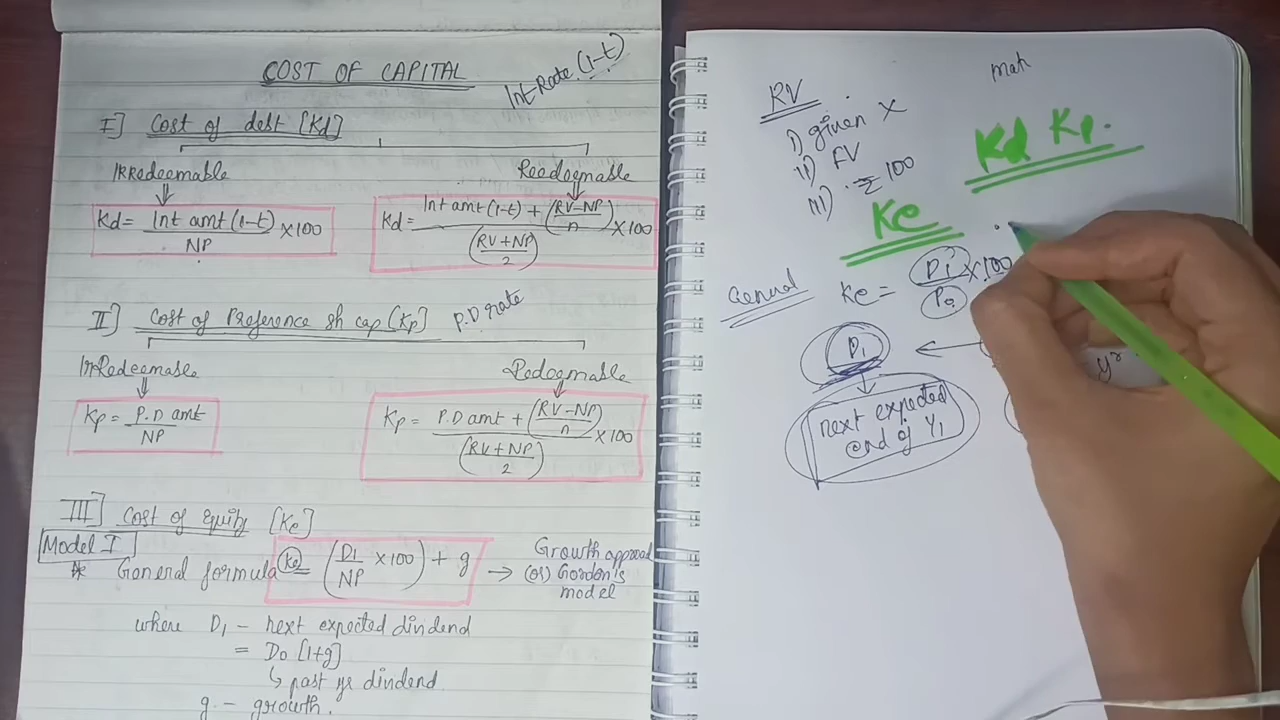 COST OF CAPITAL
Int Rate (1-t)
I] Cost of debt [Kd]
IRRedeemable
Reedeemable
Kd = Int amt (1-t) / NP × 100
Kd = Int amt (1-t) + (RV-NP / n) / (RV+NP / 2) × 100
II] Cost of Preference sh cap [Kp] P.D rate
IrRedeemable
Redeemable
Kp = P.D amt / NP
Kp = P.D amt + (RV-NP / n) / (RV+NP / 2) × 100
III] Cost of Equity [Ke]
Model I
* General formula Ke = (D1 / NP × 100) + g → Growth approach
(or) Gordon's
model
where D1 – next expected dividend
= D0 [1+g]
↳ past yr dividend
g – growth.
RV
i) given X
ii) FV
iii) 100
Kd Kp.
Ke
General Ke = D1 / P0 × 100
D1
yr
next expected
end of Y1